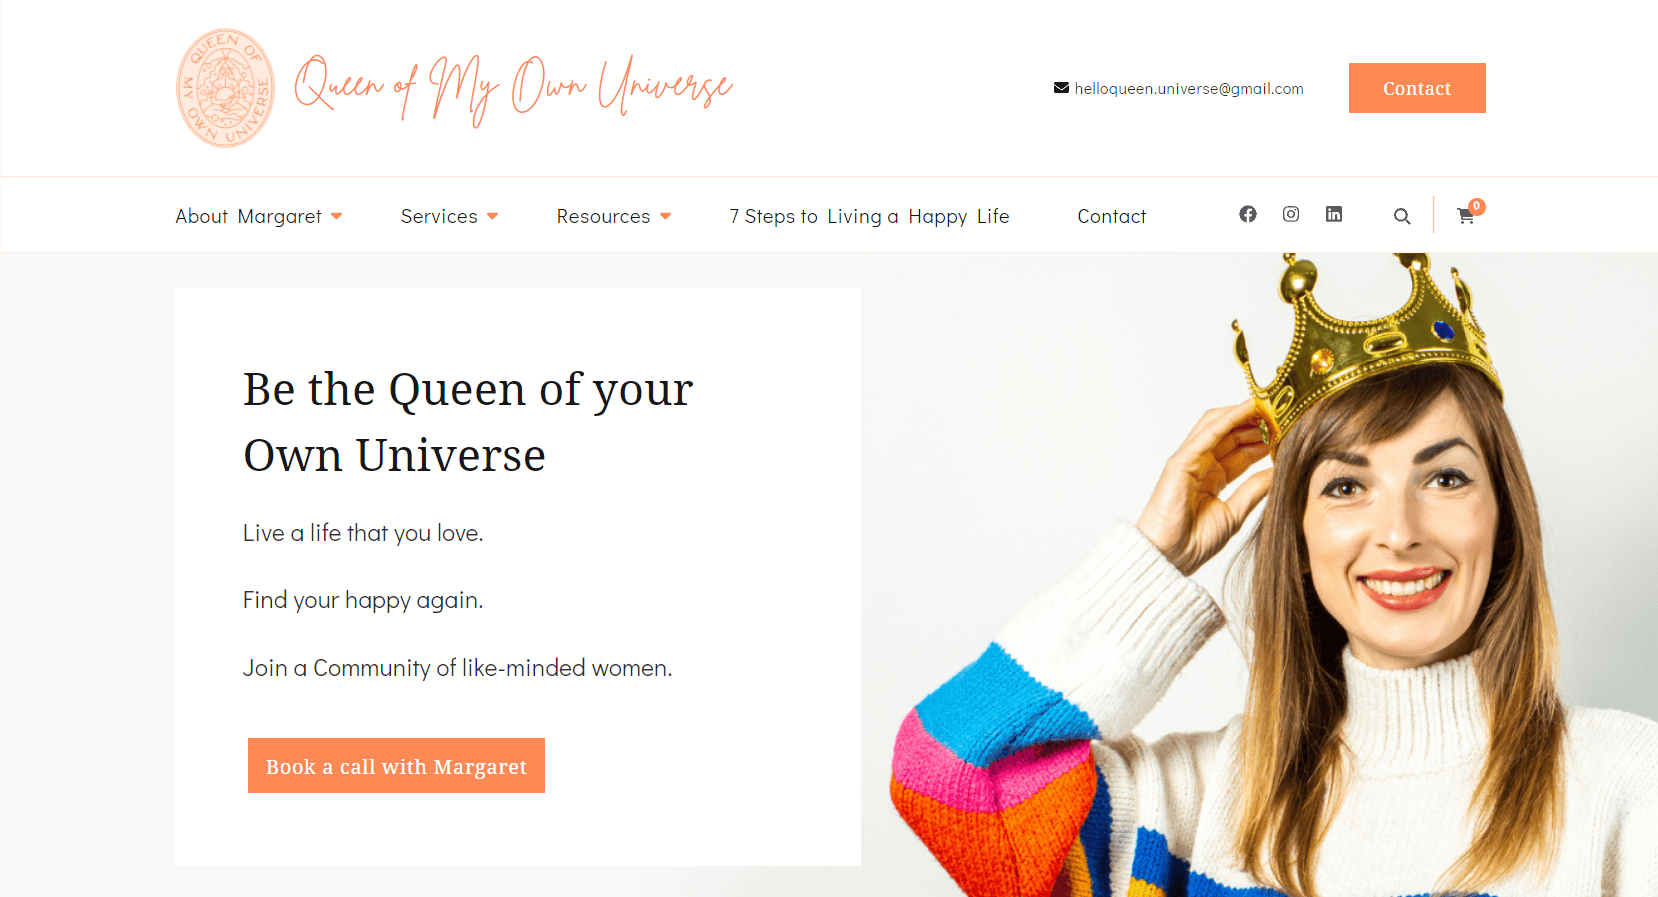 QUEEN OF MY OWN UNIVERSE
Queen of My Own Universe
helloqueen.universe@gmail.com
Contact
About Margaret
Services
Resources
7 Steps to Living a Happy Life
Contact
0
Be the Queen of your
Own Universe
Live a life that you love.
Find your happy again.
Join a Community of like-minded women.
Book a call with Margaret